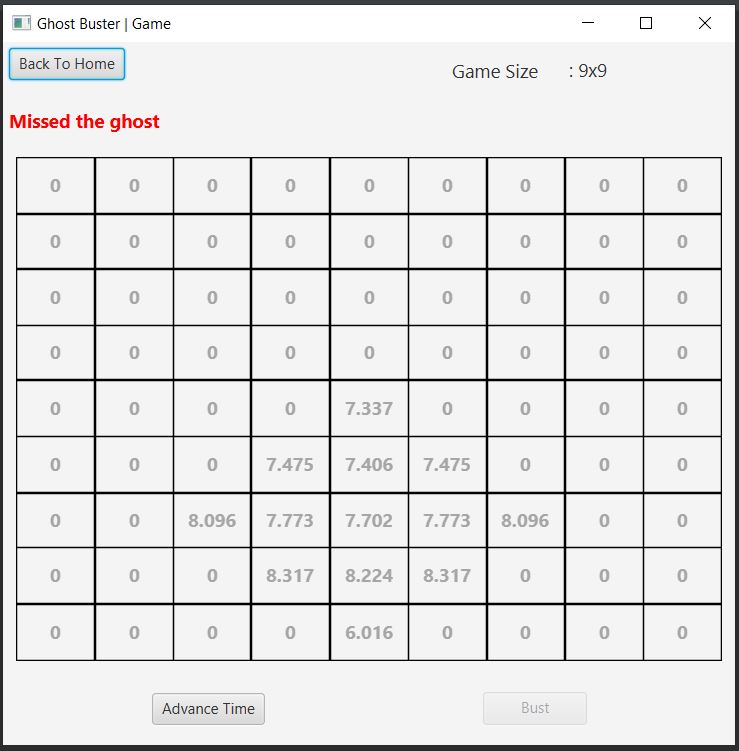 Ghost Buster | Game
Back To Home
Game Size : 9x9
Missed the ghost
0 0 0 0 0 0 0 0 0
0 0 0 0 0 0 0 0 0
0 0 0 0 0 0 0 0 0
0 0 0 0 0 0 0 0 0
0 0 0 0 7.337 0 0 0 0
0 0 0 7.475 7.406 7.475 0 0 0
0 0 8.096 7.773 7.702 7.773 8.096 0 0
0 0 0 8.317 8.224 8.317 0 0 0
0 0 0 0 6.016 0 0 0 0
Advance Time Bust